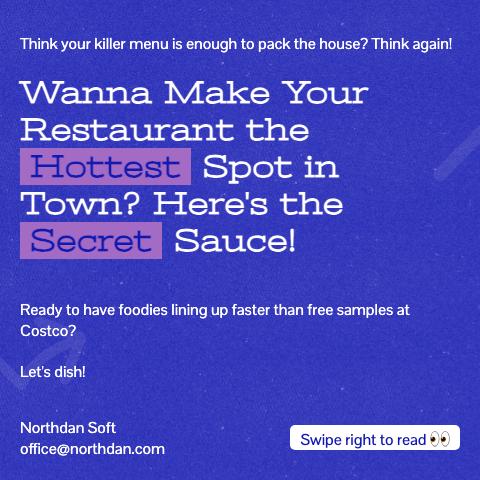 Think your killer menu is enough to pack the house? Think again!
Wanna Make Your
Restaurant the
Hottest Spot in
Town? Here's the
Secret Sauce!
Ready to have foodies lining up faster than free samples at
Costco?
Let's dish!
Northdan Soft
office@northdan.com
Swipe right to read 👀